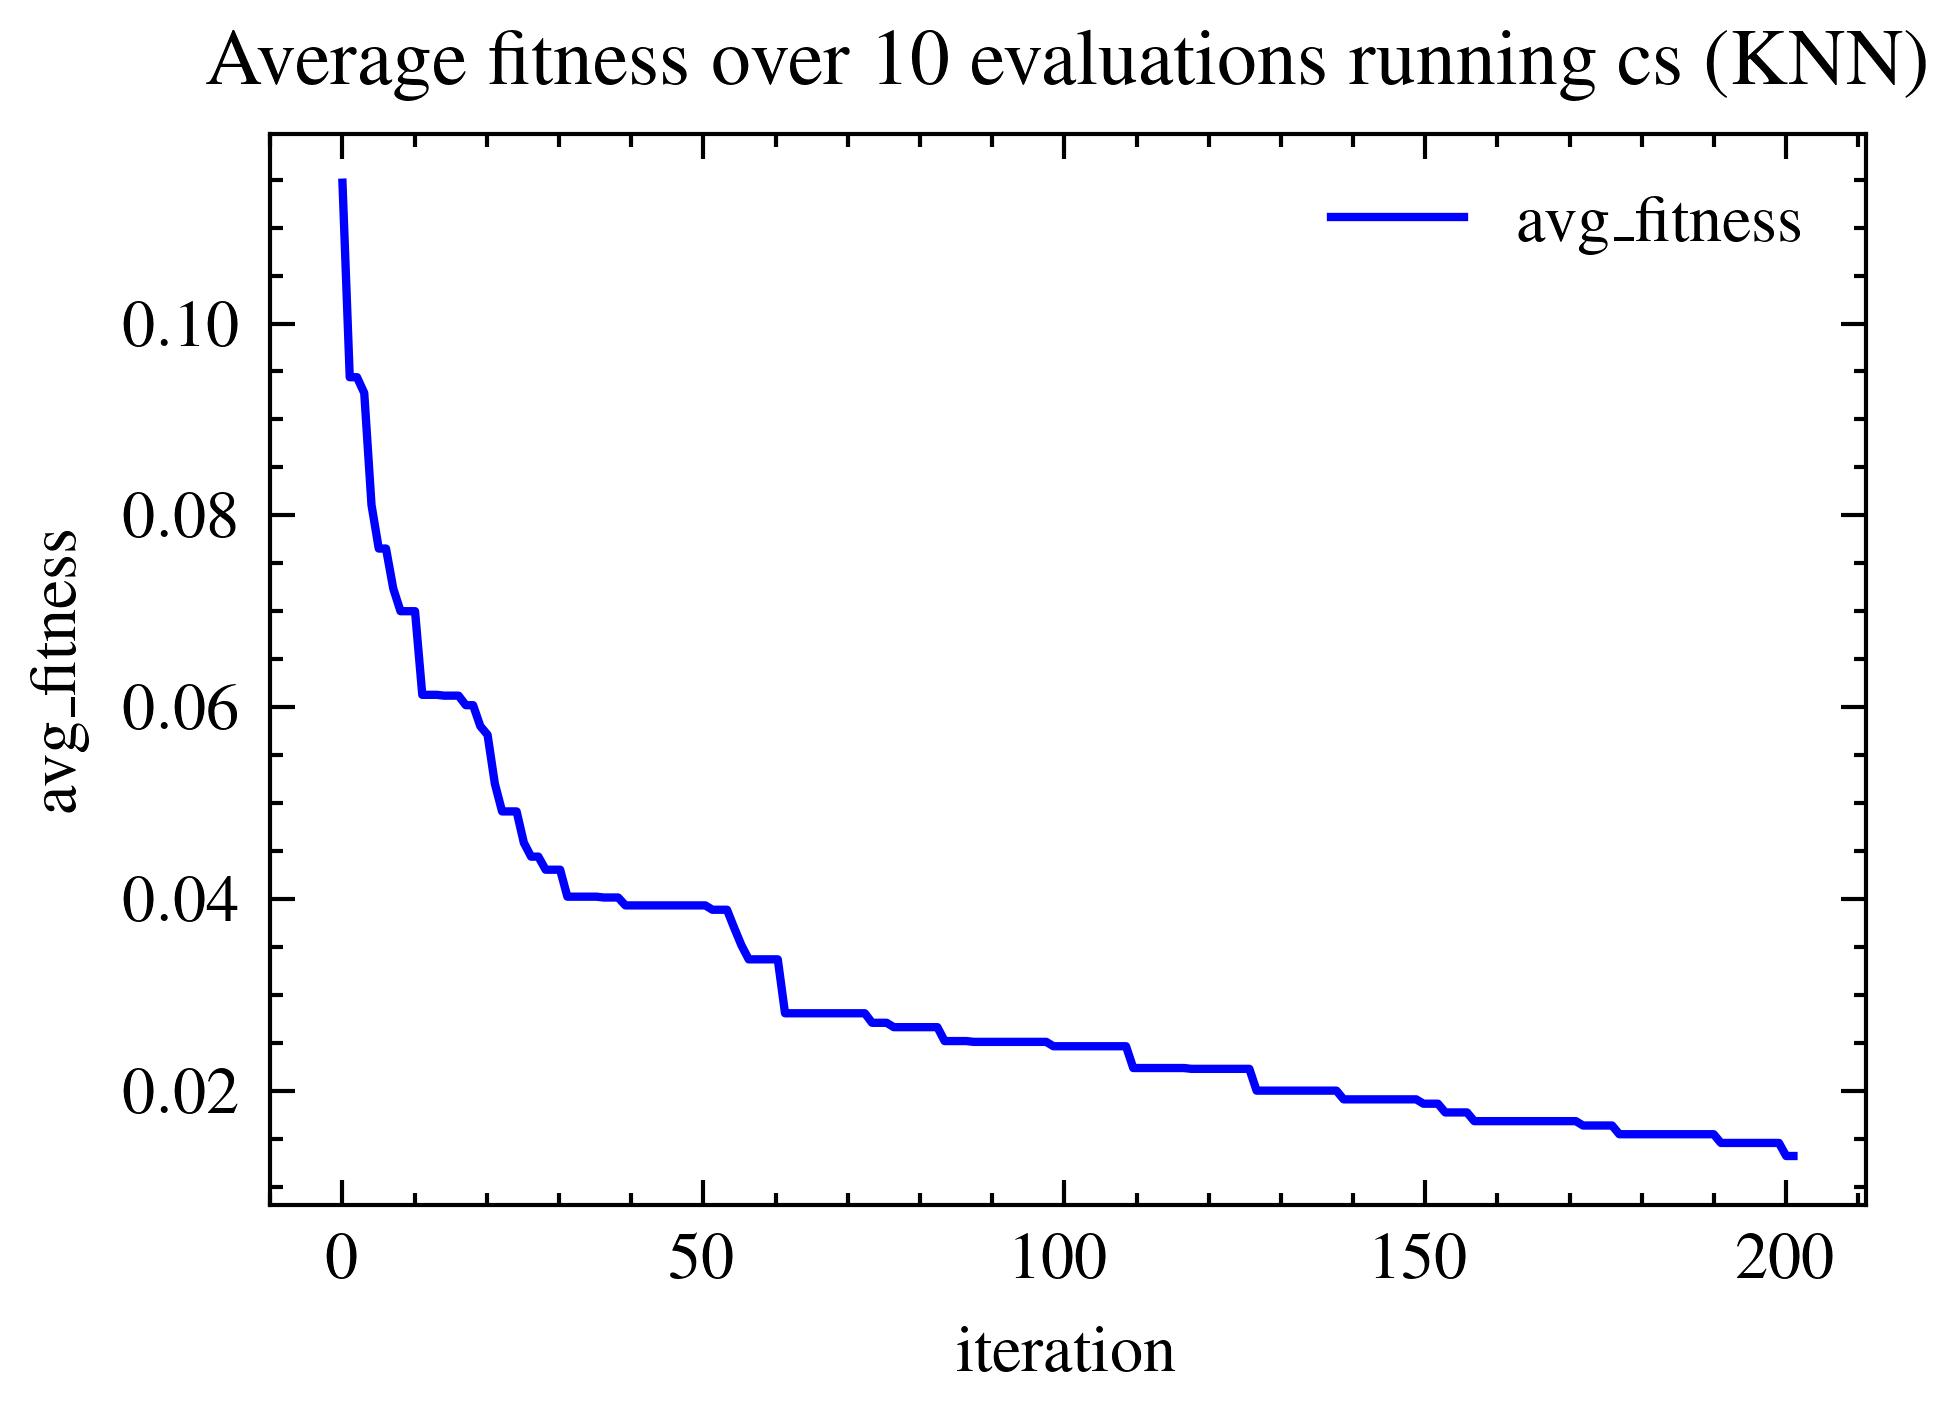 Average fitness over 10 evaluations running cs (KNN)
avg_fitness
0.10
0.08
0.06
0.04
0.02
avg_fitness
0 50 100 150 200
iteration